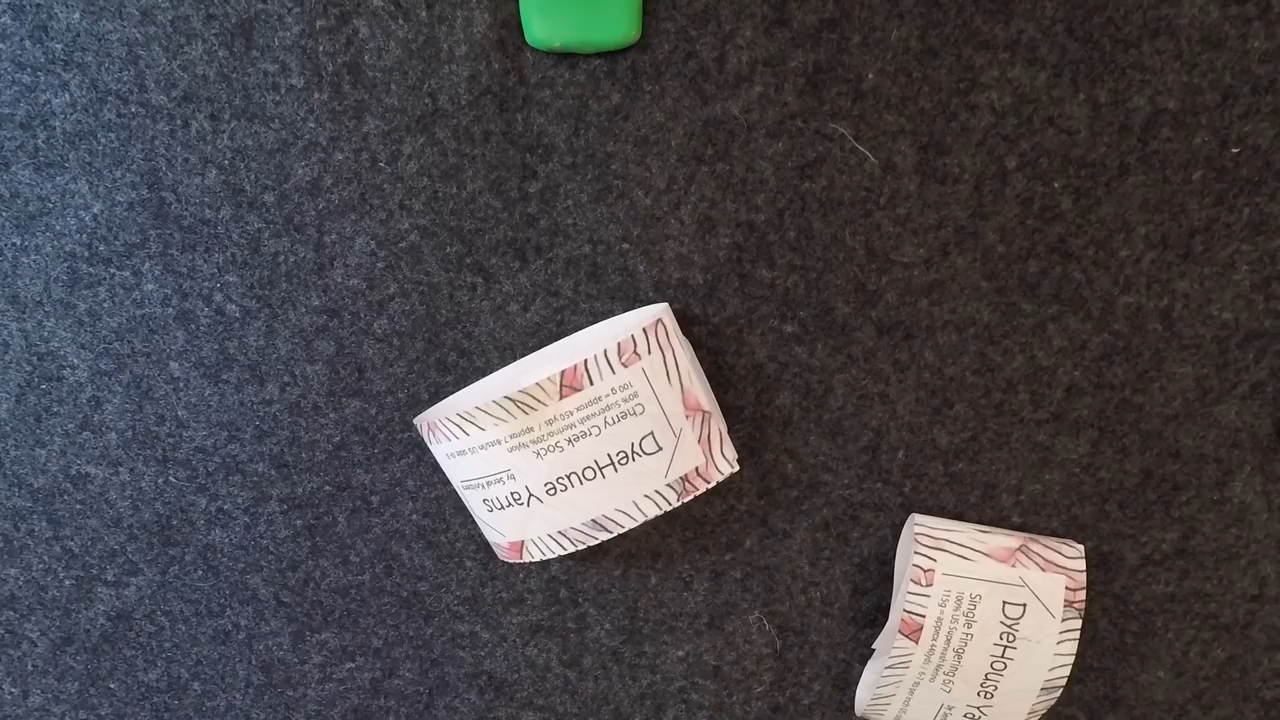 DyeHouse Yarns
by Serial Knitters
Cherry Creek Sock
80% Superwash Merino/20% Nylon
100 g = approx 450 yds / approx 7-8sts/in US size 0-3
DyeHouse Ya
Single Fingering 6/7
100% US Superwash Merino
115g = approx 440yds /